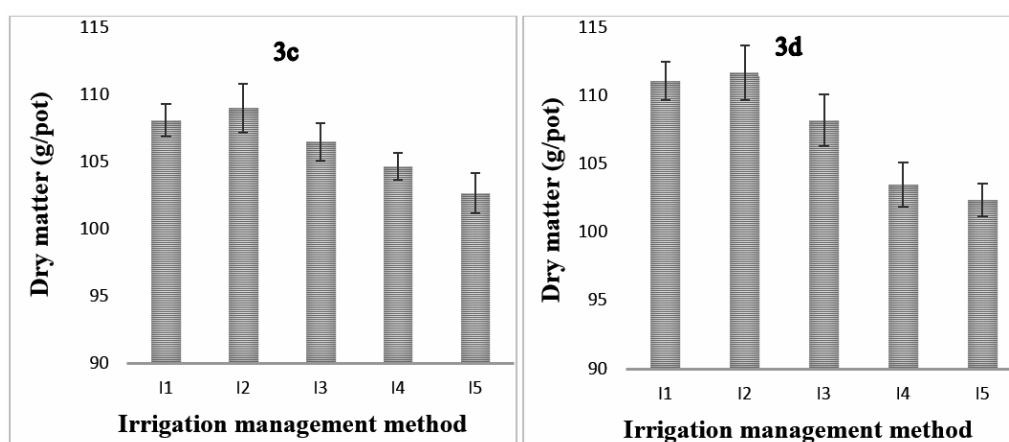 3c
Dry matter (g/pot)
115
110
105
100
95
90
I1 I2 I3 I4 I5
Irrigation management method
3d
Dry matter (g/pot)
115
110
105
100
95
90
I1 I2 I3 I4 I5
Irrigation management method